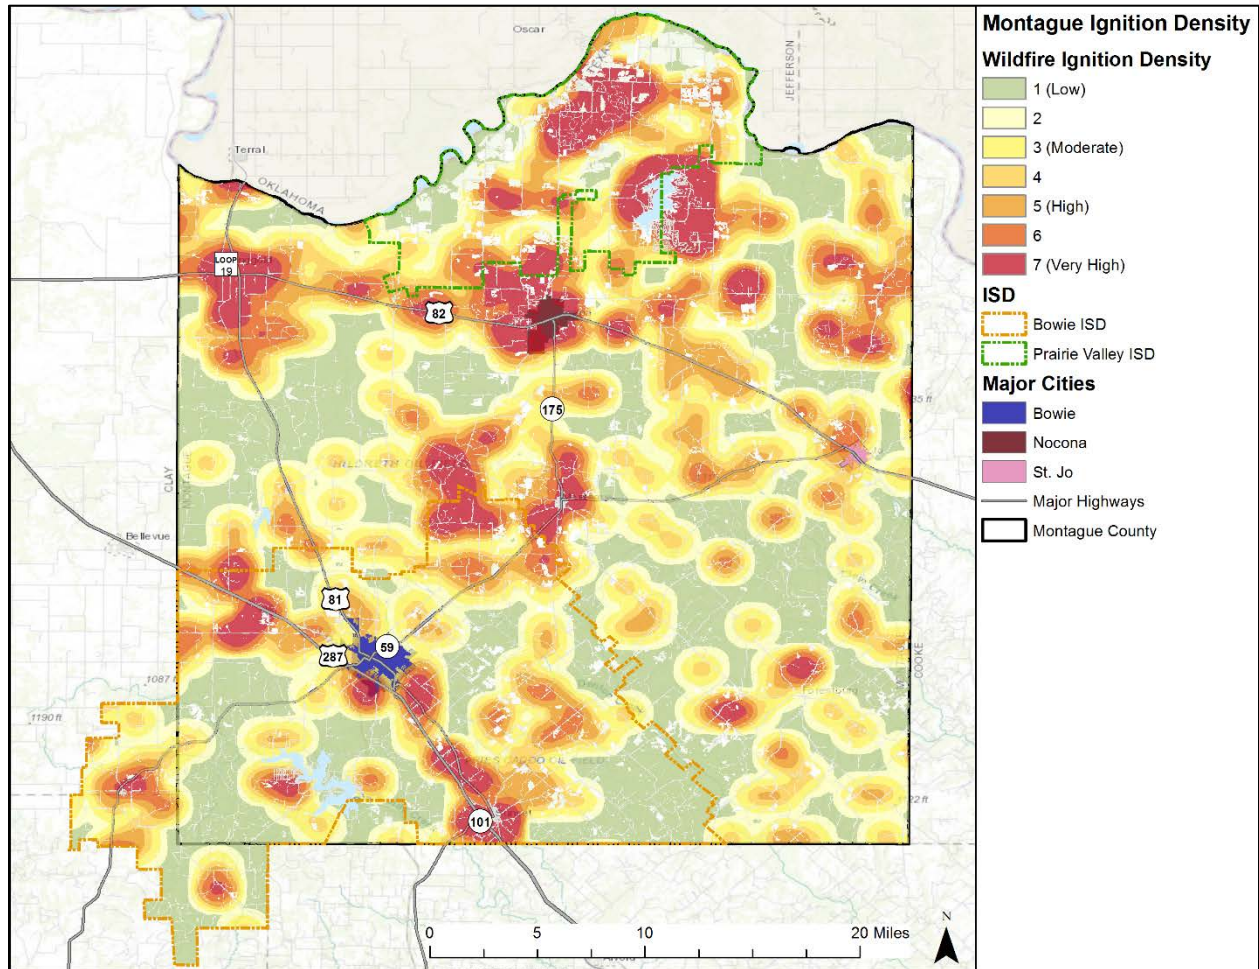 Oscar
TEXA
JEFFERSON
Terral
OKLAHOMA
LOOP
19
82
175
CLAY
MONTAGUE
Bellevue
81
59
287
COOKE
1087 ft
1190 ft
101
0 5 10 20 Miles
N
Montague Ignition Density
Wildfire Ignition Density
1 (Low)
2
3 (Moderate)
4
5 (High)
6
7 (Very High)
ISD
Bowie ISD
Prairie Valley ISD
Major Cities
Bowie
Nocona
St. Jo
Major Highways
Montague County